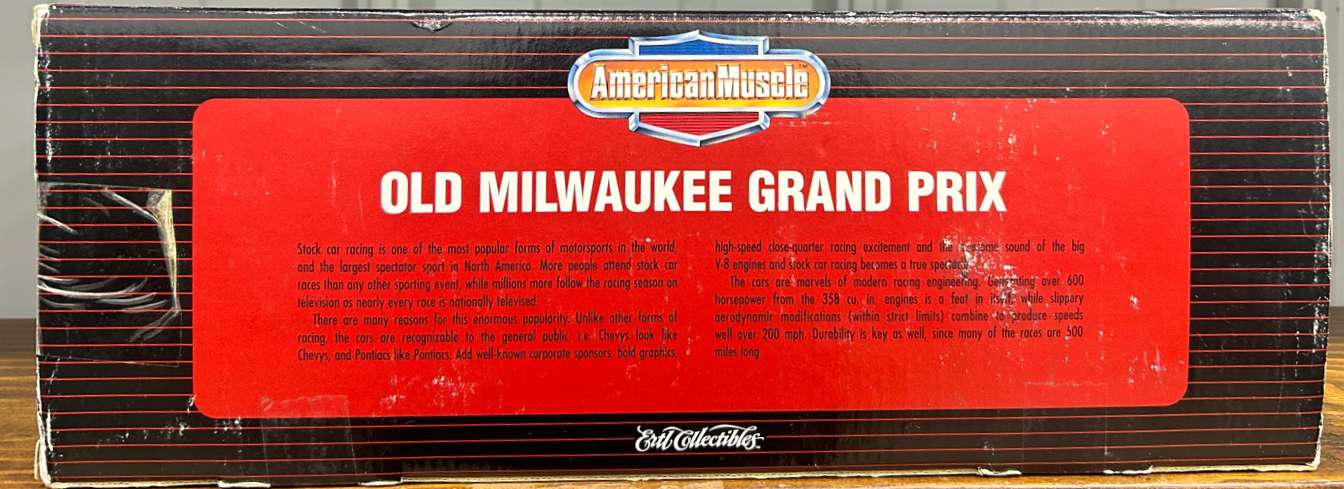 AmericanMuscle™
OLD MILWAUKEE GRAND PRIX
Stock car racing is one of the most popular forms of motorsports in the world,
and the largest spectator sport in North America. More people attend stock car
races than any other sporting event, while millions more follow the racing season on
television as nearly every race is nationally televised.
There are many reasons for this enormous popularity. Unlike other forms of
racing, the cars are recognizable to the general public, i.e. Chevys look like
Chevys, and Pontiacs like Pontiacs. Add well-known corporate sponsors, bold graphics,
high-speed close-quarter racing excitement and the awesome sound of the big
V-8 engines and stock car racing becomes a true spectacle.
The cars are marvels of modern racing engineering. Generating over 600
horsepower from the 358 cu. in. engines is a feat in itself, while slippery
aerodynamic modifications (within strict limits) combine to produce speeds
well over 200 mph. Durability is key as well, since many of the races are 500
miles long.
Ertl Collectibles